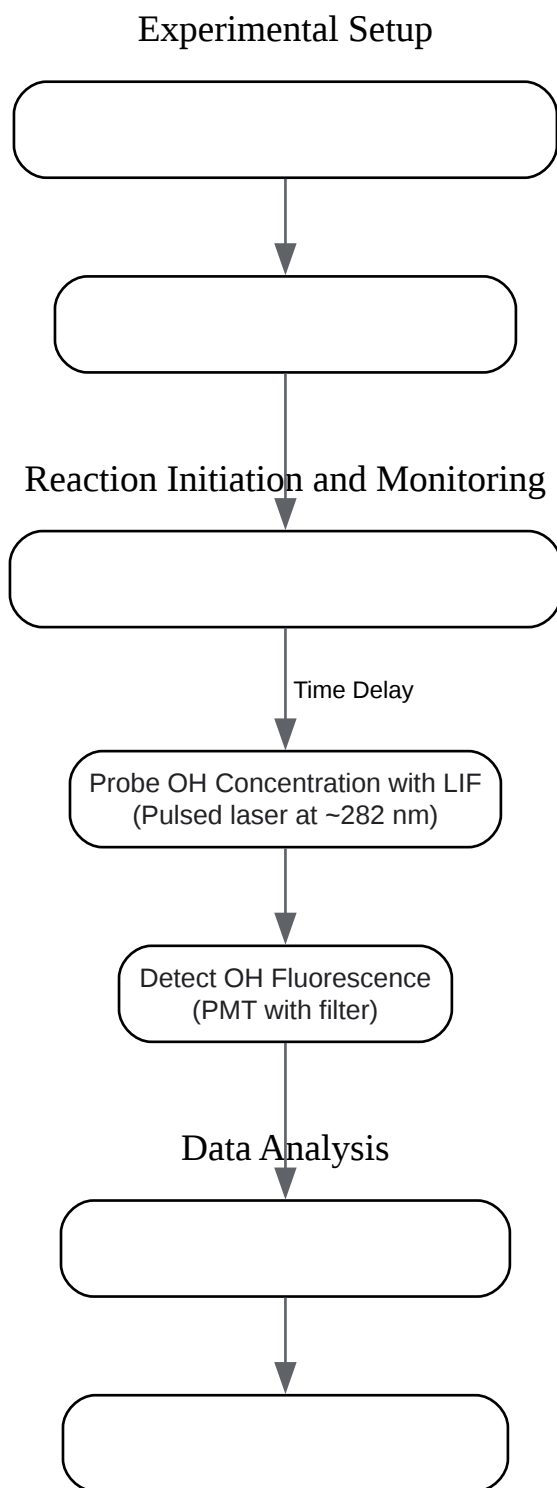 Experimental Setup
Reaction Initiation and Monitoring
Time Delay
Probe OH Concentration with LIF
(Pulsed laser at ~282 nm)
Detect OH Fluorescence
(PMT with filter)
Data Analysis